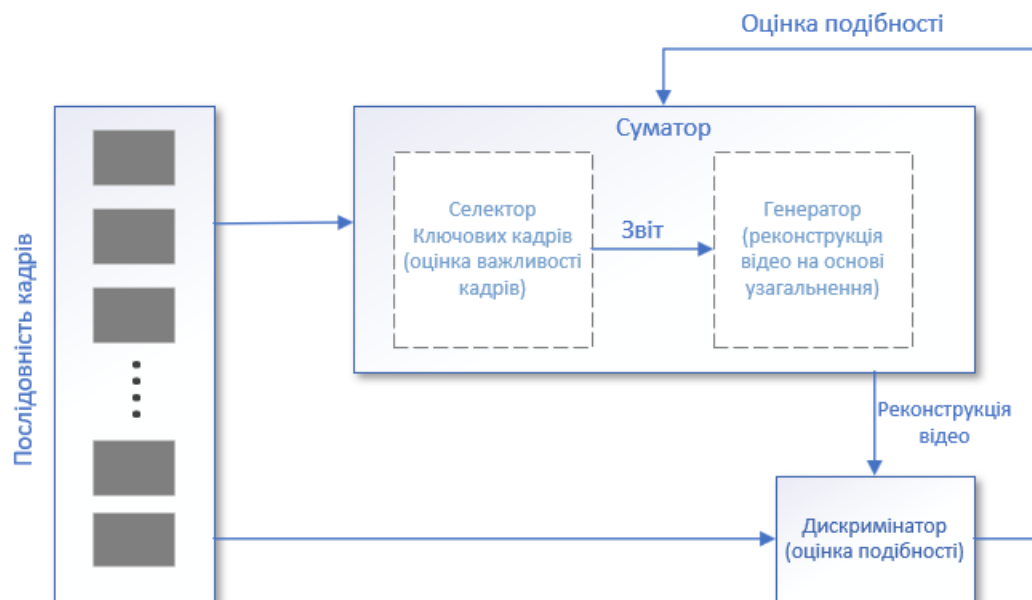 Оцінка подібності
Суматор
Селектор
Ключових кадрів
(оцінка важливості
кадрів)
Звіт
Генератор
(реконструкція
відео на основі
узагальнення)
Послідовність кадрів
Реконструкція
відео
Дискримінатор
(оцінка подібності)